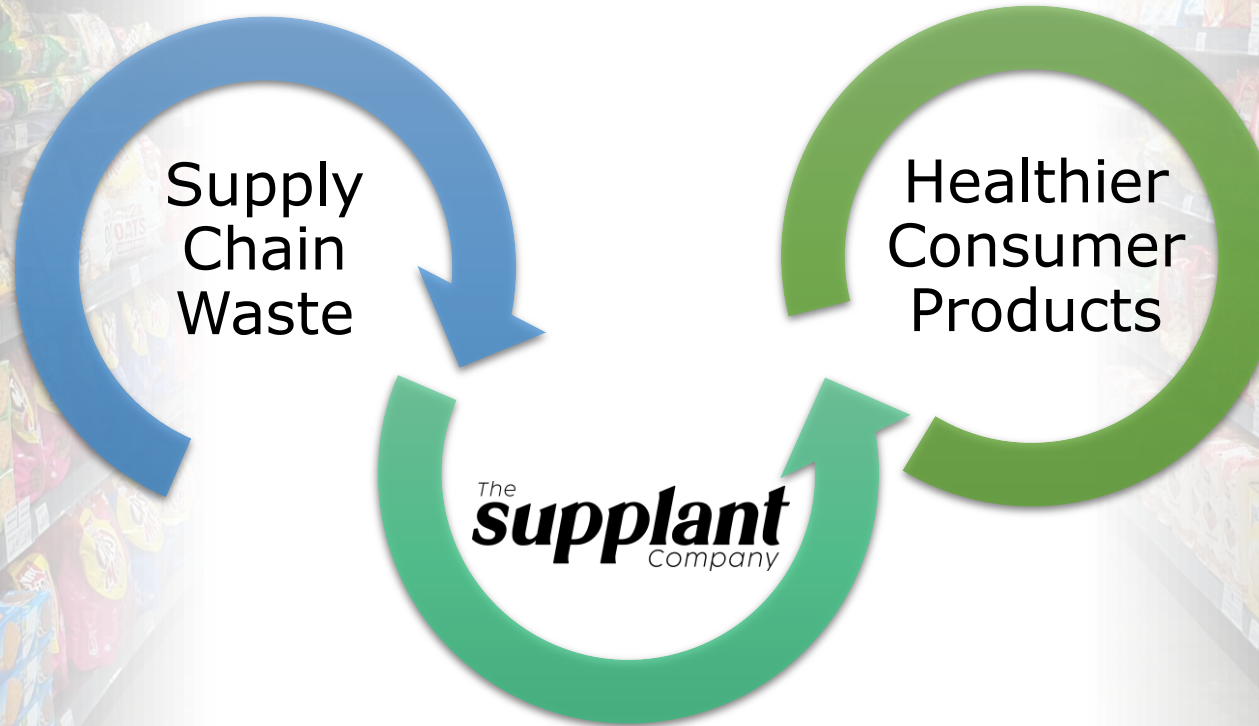 Supply
Chain
Waste
Healthier
Consumer
Products
The
supplant
Company